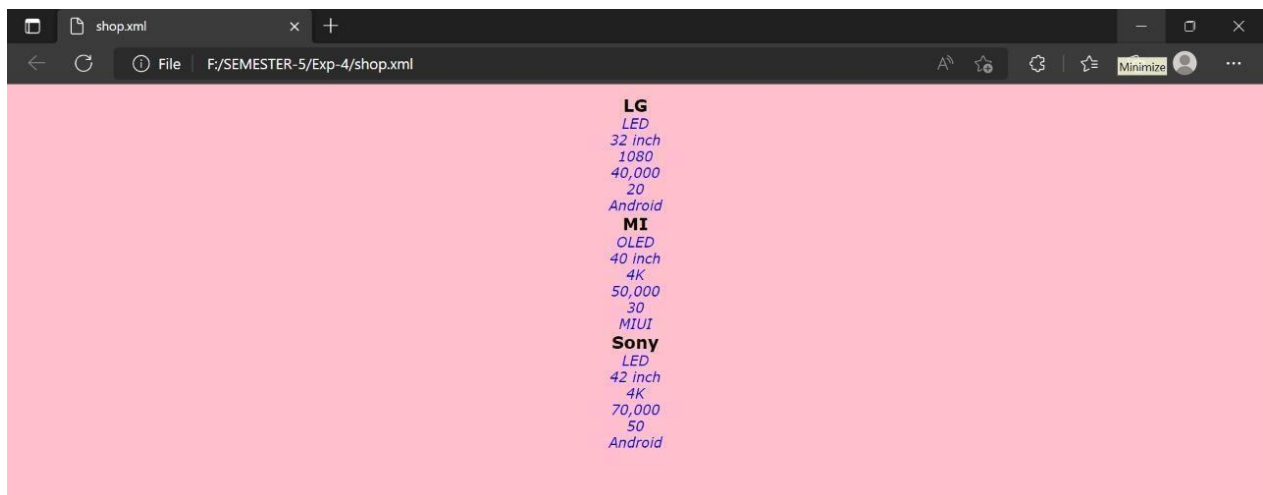 shop.xml
File F:/SEMESTER-5/Exp-4/shop.xml
Minimize
LG
LED
32 inch
1080
40,000
20
Android
MI
OLED
40 inch
4K
50,000
30
MIUI
Sony
LED
42 inch
4K
70,000
50
Android